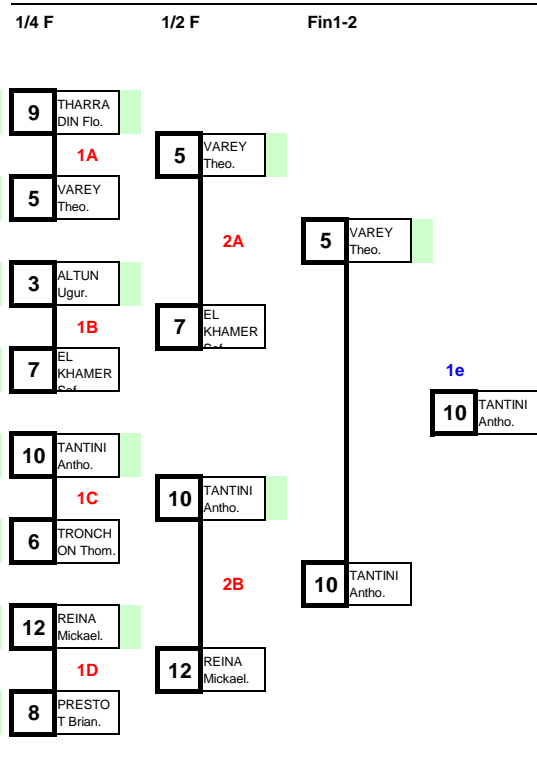 1/4 F 1/2 F Fin1-2
9 THARRA
DIN Flo.
1A
5 VAREY
Theo.
5 VAREY
Theo.
2A
3 ALTUN
Ugur.
1B
7 EL
KHAMER
7 EL
KHAMER
5 VAREY
Theo.
1e
10 TANTINI
Antho.
10 TANTINI
Antho.
1C
6 TRONCH
ON Thom.
10 TANTINI
Antho.
2B
12 REINA
Mickael.
1D
8 PRESTO
T Brian.
12 REINA
Mickael.
10 TANTINI
Antho.